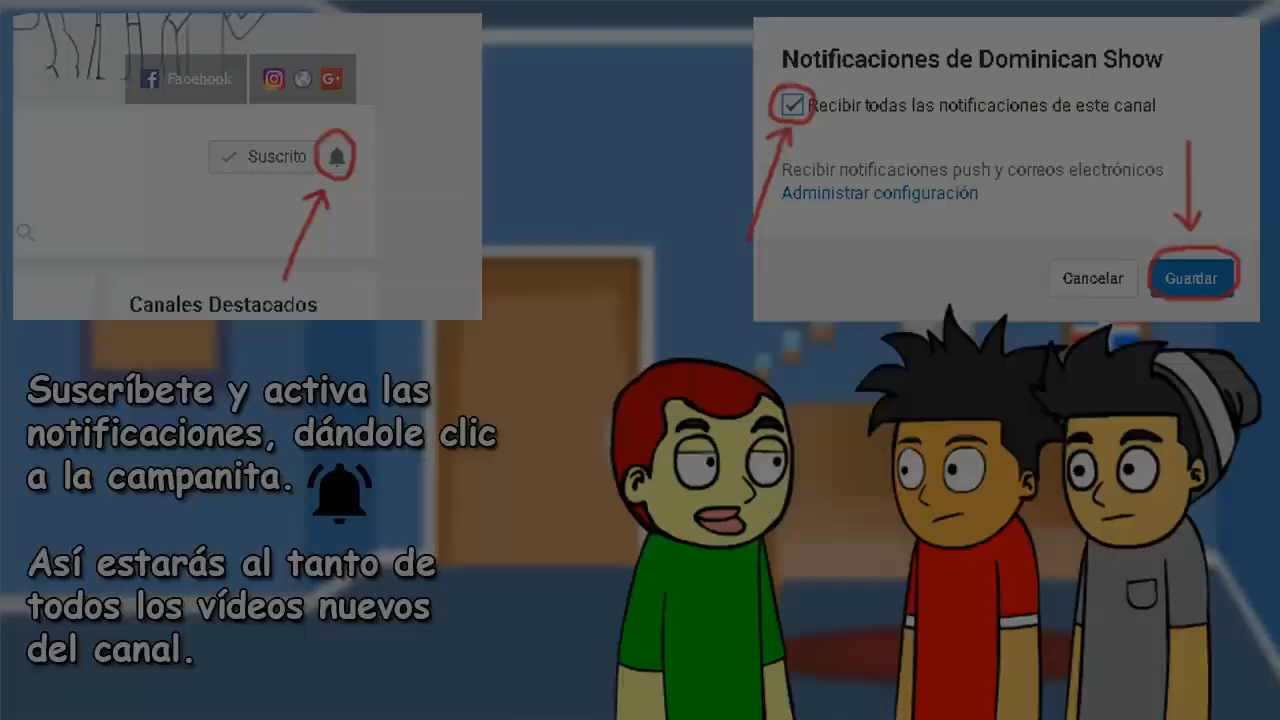 Facebook
Suscrito
Canales Destacados
Notificaciones de Dominican Show
Recibir todas las notificaciones de este canal
Recibir notificaciones push y correos electrónicos
Administrar configuración
Cancelar
Guardar
Suscríbete y activa las
notificaciones, dándole clic
a la campanita.
Así estarás al tanto de
todos los vídeos nuevos
del canal.